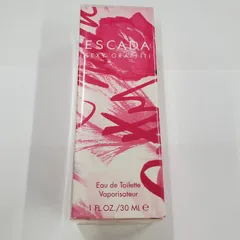 ESCADA
SEXY GRAFFITI
Eau de Toilette
Vaporisateur
1 FL.OZ./30 ML e